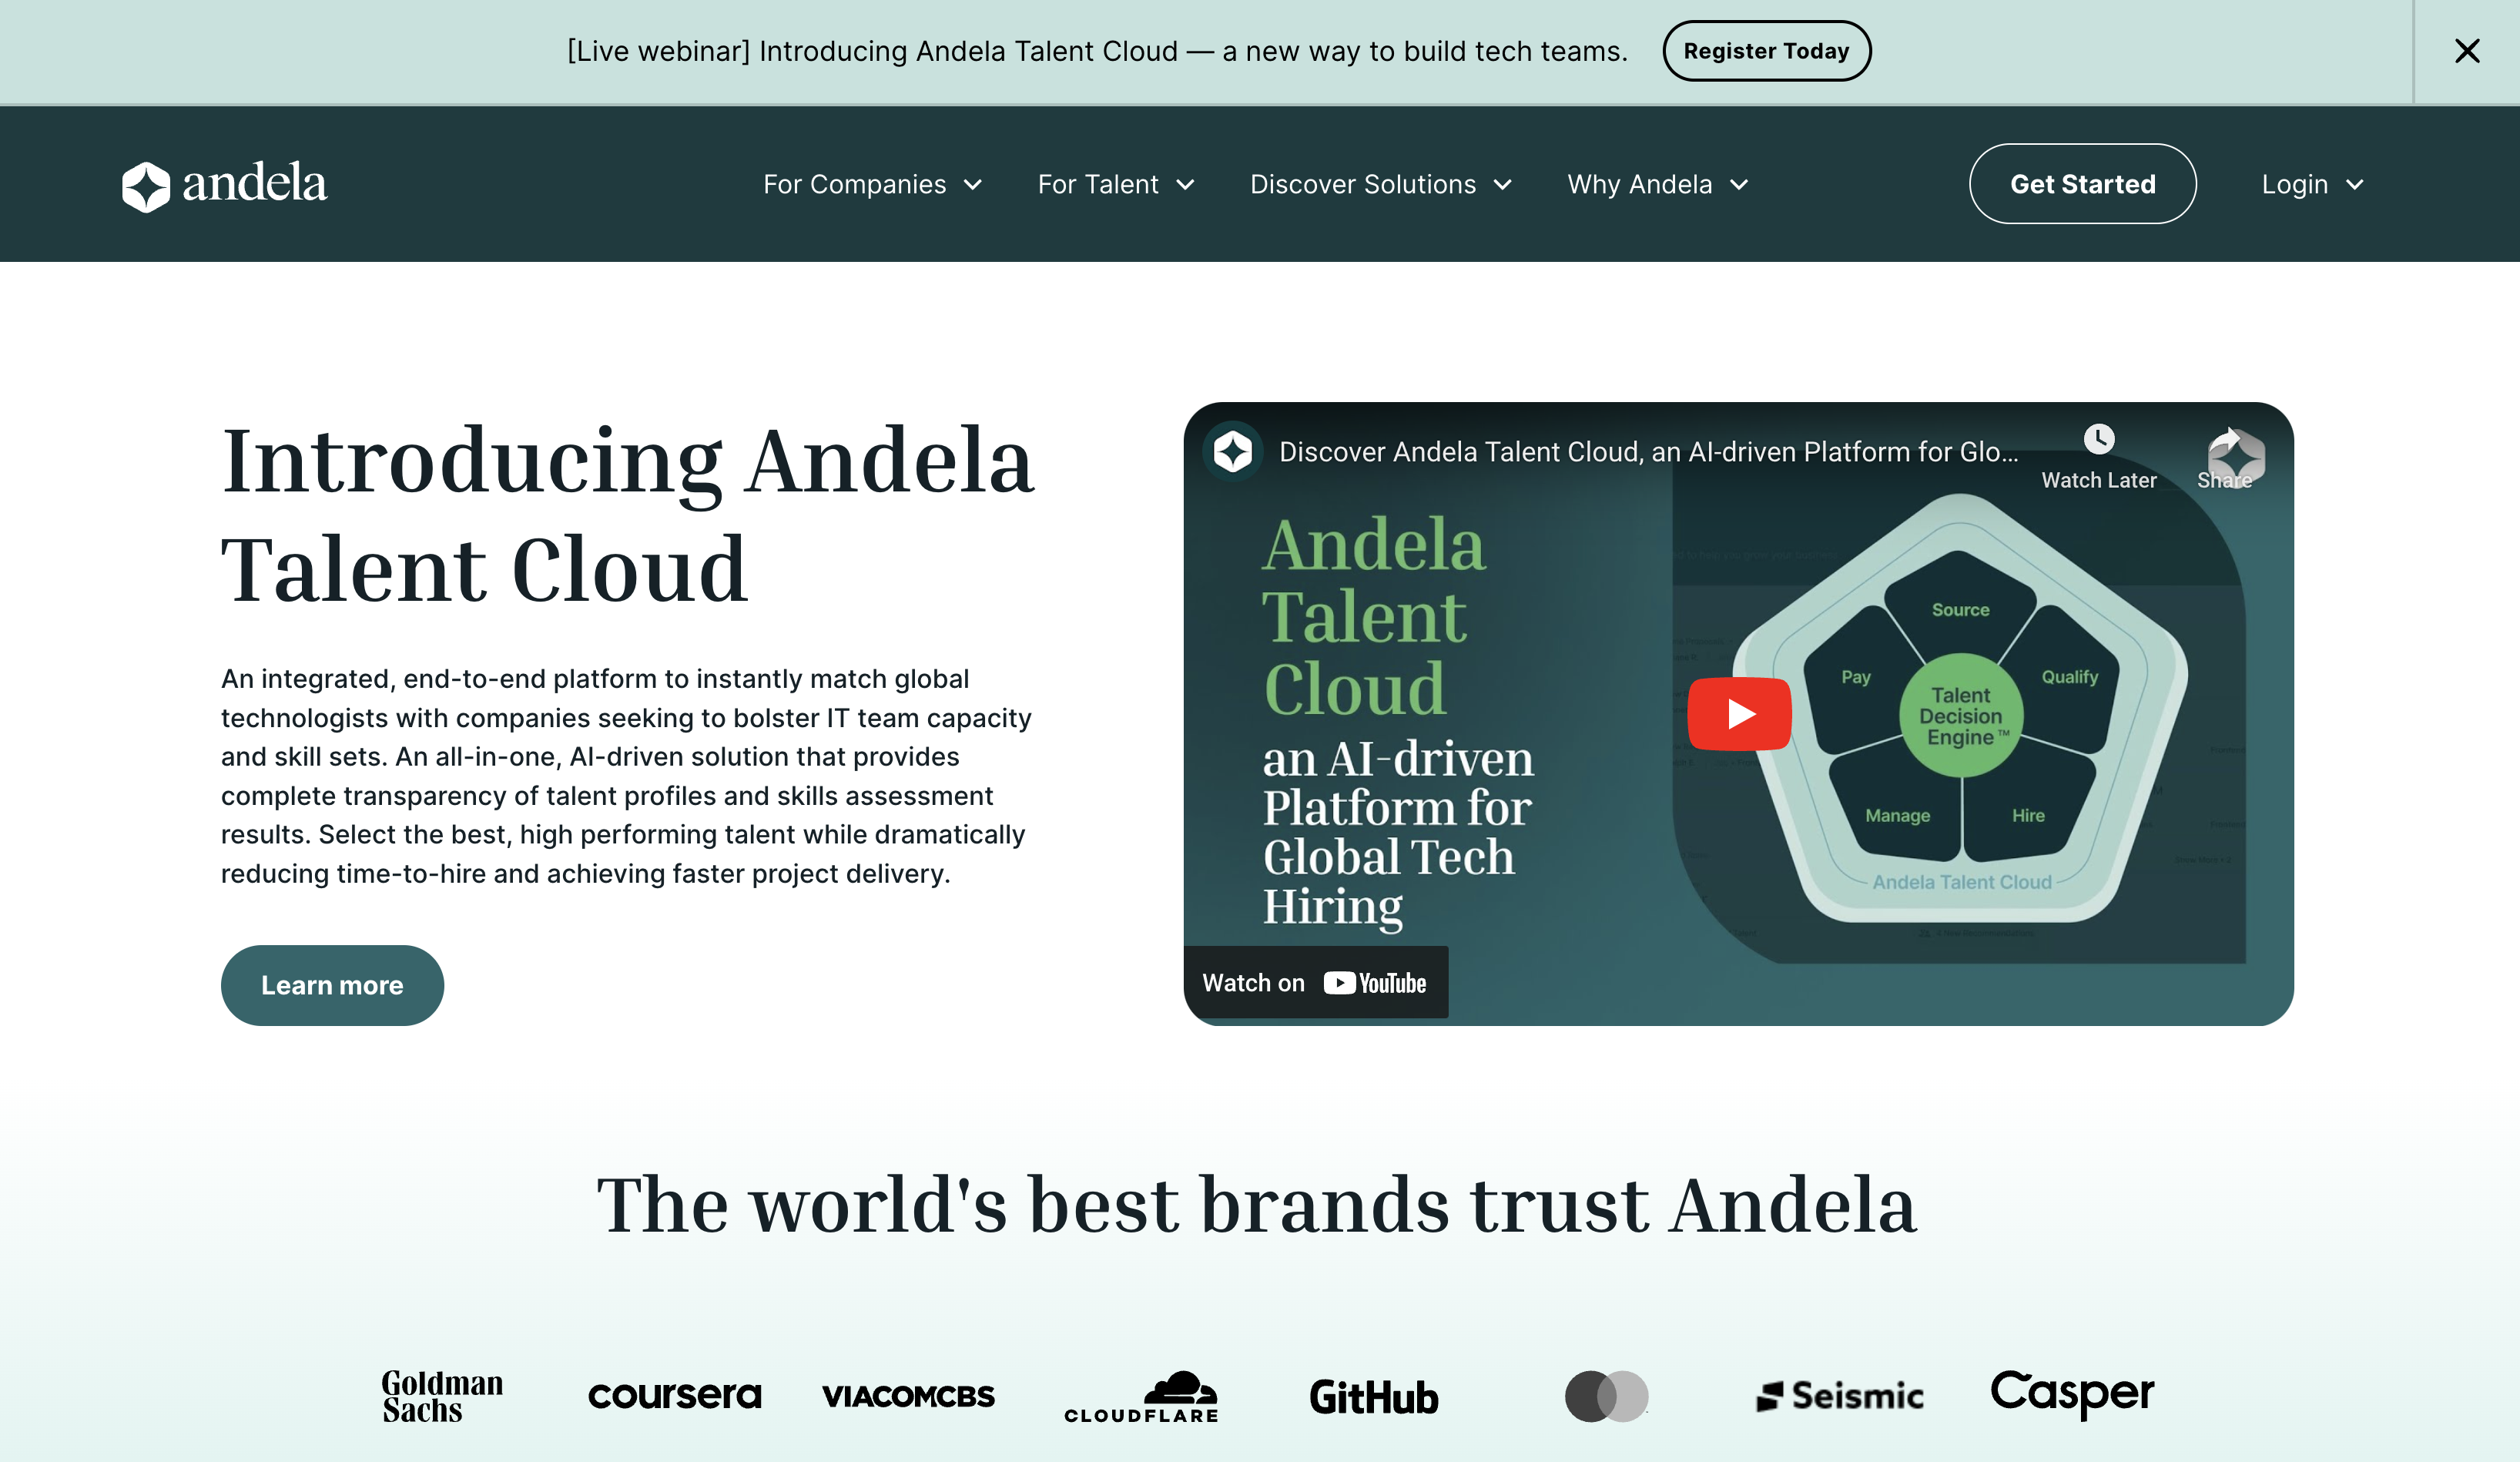 [Live webinar] Introducing Andela Talent Cloud — a new way to build tech teams.
Register Today
andela
For Companies
For Talent
Discover Solutions
Why Andela
Get Started
Login
Introducing Andela
Talent Cloud
An integrated, end-to-end platform to instantly match global
technologists with companies seeking to bolster IT team capacity
and skill sets. An all-in-one, AI-driven solution that provides
complete transparency of talent profiles and skills assessment
results. Select the best, high performing talent while dramatically
reducing time-to-hire and achieving faster project delivery.
Learn more
Discover Andela Talent Cloud, an AI-driven Platform for Glo...
Watch Later
Share
Andela
Talent
Cloud
an AI-driven
Platform for
Global Tech
Hiring
Source
Pay
Qualify
Talent
Decision
Engine™
Manage
Hire
Andela Talent Cloud
Watch on YouTube
The world's best brands trust Andela
Goldman
Sachs
coursera
VIACOMCBS
CLOUDFLARE
GitHub
Seismic
Casper